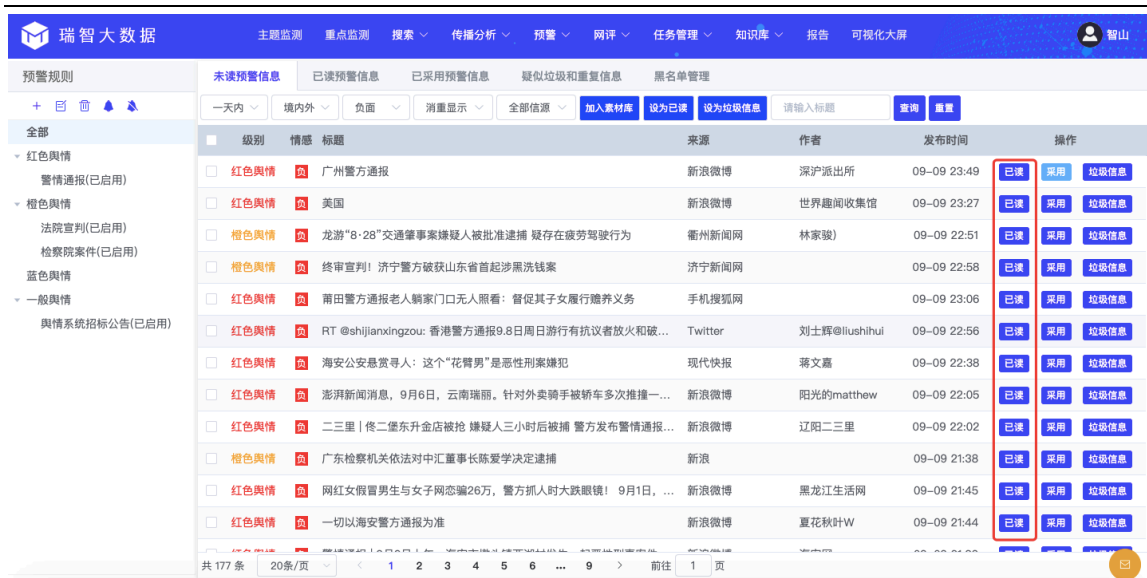 瑞智大数据 主题监测 重点监测 搜索 传播分析 预警 网评 任务管理 知识库 报告 可视化大屏 智山
预警规则 未读预警信息 已读预警信息 已采用预警信息 疑似垃圾和重复信息 黑名单管理
一天内 境内外 负面 消重显示 全部信源 加入素材库 设为已读 设为垃圾信息 请输入标题 查询 重置
全部
红色舆情
警情通报(已启用)
橙色舆情
法院宣判(已启用)
检察院案件(已启用)
蓝色舆情
一般舆情
舆情系统招标公告(已启用)
级别 情感 标题 来源 作者 发布时间 操作
红色舆情 负 广州警方通报 新浪微博 深沪派出所 09-09 23:49 已读 采用 垃圾信息
红色舆情 负 美国 新浪微博 世界趣闻收集馆 09-09 23:27 已读 采用 垃圾信息
橙色舆情 负 龙游“8·28”交通肇事案嫌疑人被批准逮捕 疑存在疲劳驾驶行为 衢州新闻网 林家骏) 09-09 22:51 已读 采用 垃圾信息
橙色舆情 负 终审宣判！济宁警方破获山东省首起涉黑洗钱案 济宁新闻网 09-09 22:58 已读 采用 垃圾信息
红色舆情 负 莆田警方通报老人躺家门口无人照看：督促其子女履行赡养义务 手机搜狐网 09-09 23:06 已读 采用 垃圾信息
红色舆情 负 RT @shijianxingzou: 香港警方通报9.8日周日游行有抗议者放火和破... Twitter 刘士辉@liushihui 09-09 22:56 已读 采用 垃圾信息
红色舆情 负 海安公安悬赏寻人：这个“花臂男”是恶性刑案嫌犯 现代快报 蒋文嘉 09-09 22:38 已读 采用 垃圾信息
红色舆情 负 澎湃新闻消息，9月6日，云南瑞丽。针对外卖骑手被轿车多次推撞一... 新浪微博 阳光的matthew 09-09 22:05 已读 采用 垃圾信息
红色舆情 负 二三里 | 佟二堡东升金店被抢 嫌疑人三小时后被捕 警方发布警情通报... 新浪微博 辽阳二三里 09-09 22:02 已读 采用 垃圾信息
橙色舆情 负 广东检察机关依法对中汇董事长陈爱学决定逮捕 新浪 09-09 21:38 已读 采用 垃圾信息
红色舆情 负 网红女假冒男生与女子网恋骗26万，警方抓人时大跌眼镜！ 9月1日，... 新浪微博 黑龙江生活网 09-09 21:45 已读 采用 垃圾信息
红色舆情 负 一切以海安警方通报为准 新浪微博 夏花秋叶W 09-09 21:44 已读 采用 垃圾信息
共 177 条 20条/页 < 1 2 3 4 5 6 ... 9 > 前往 1 页